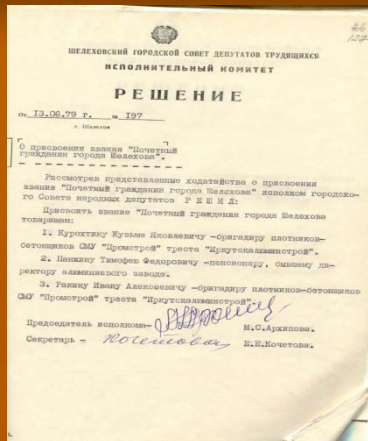 26
ШЕЛЕХОВСКИЙ ГОРОДСКОЙ СОВЕТ ДЕПУТАТОВ ТРУДЯЩИХСЯ
ИСПОЛНИТЕЛЬНЫЙ КОМИТЕТ
РЕШЕНИЕ
От 13.06.79 г. № 197
г. Шелехов
О присвоении звания "Почетный
гражданин города Шелехова".
Рассмотрев представленные ходатайства о присвоении
звания "Почетный гражданин города Шелехова" исполком городско-
го Совета народных депутатов РЕШИЛ:
Присвоить звание "Почетный гражданин города Шелехова
товарищам:
1. Курохтину Кузьме Яковлевичу -бригадиру плотников-
бетонщиков СМУ "Промстрой" треста "Иркутскалюминстрой".
2. Панжину Тимофею Федоровичу -пенсионеру, бывшему ди-
ректору алюминиевого завода.
3. Ранжину Ивану Алексеевичу -бригадиру плотников-бетонщиков
СМУ "Промстрой" треста "Иркутскалюминстрой".
Председатель исполкома- М.С.Архипова.
Секретарь - Кочетова Н.Е.Кочетова.